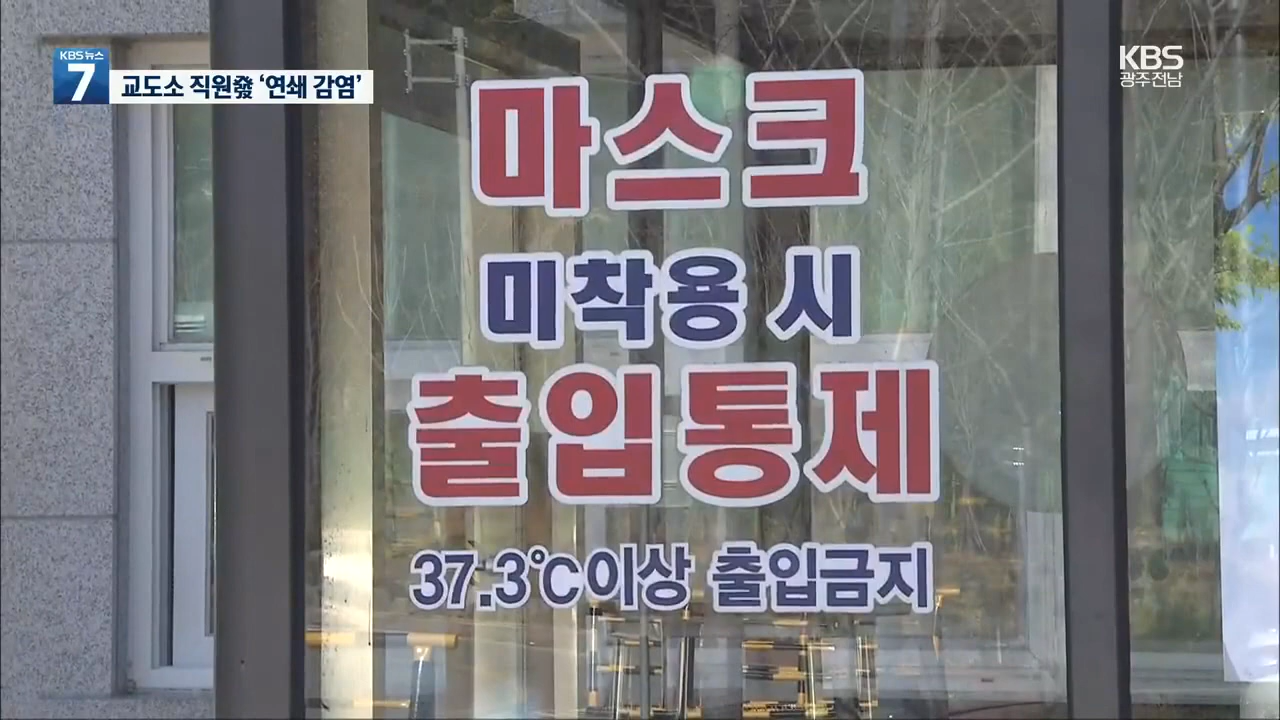 KBS 뉴스
7
교도소 직원發 ‘연쇄 감염’
KBS
광주전남
마스크
미착용 시
출입통제
37.3℃이상 출입금지